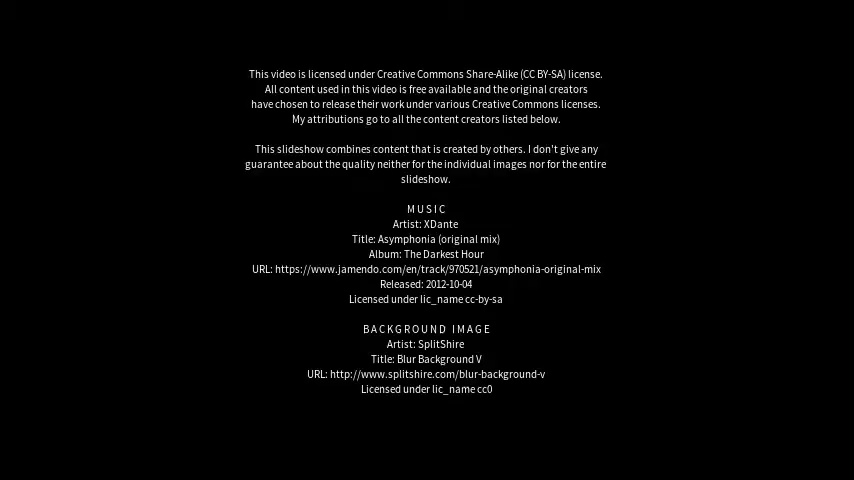 This video is licensed under Creative Commons Share-Alike (CC BY-SA) license.
All content used in this video is free available and the original creators
have chosen to release their work under various Creative Commons licenses.
My attributions go to all the content creators listed below.
This slideshow combines content that is created by others. I don't give any
guarantee about the quality neither for the individual images nor for the entire
slideshow.
MUSIC
Artist: XDante
Title: Asymphonia (original mix)
Album: The Darkest Hour
URL: https://www.jamendo.com/en/track/970521/asymphonia-original-mix
Released: 2012-10-04
Licensed under lic_name cc-by-sa
BACKGROUND IMAGE
Artist: SplitShire
Title: Blur Background V
URL: http://www.splitshire.com/blur-background-v
Licensed under lic_name cc0